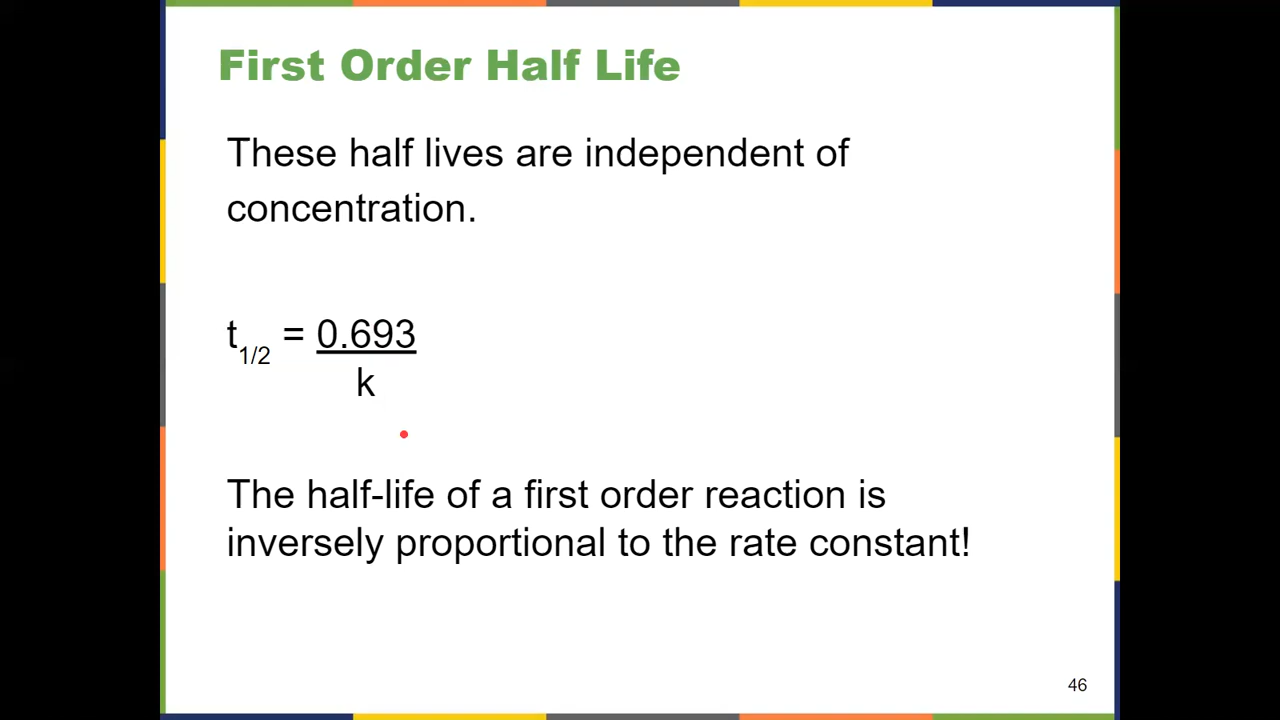 First Order Half Life
These half lives are independent of
concentration.
t1/2 = 0.693
k
The half-life of a first order reaction is
inversely proportional to the rate constant!
46